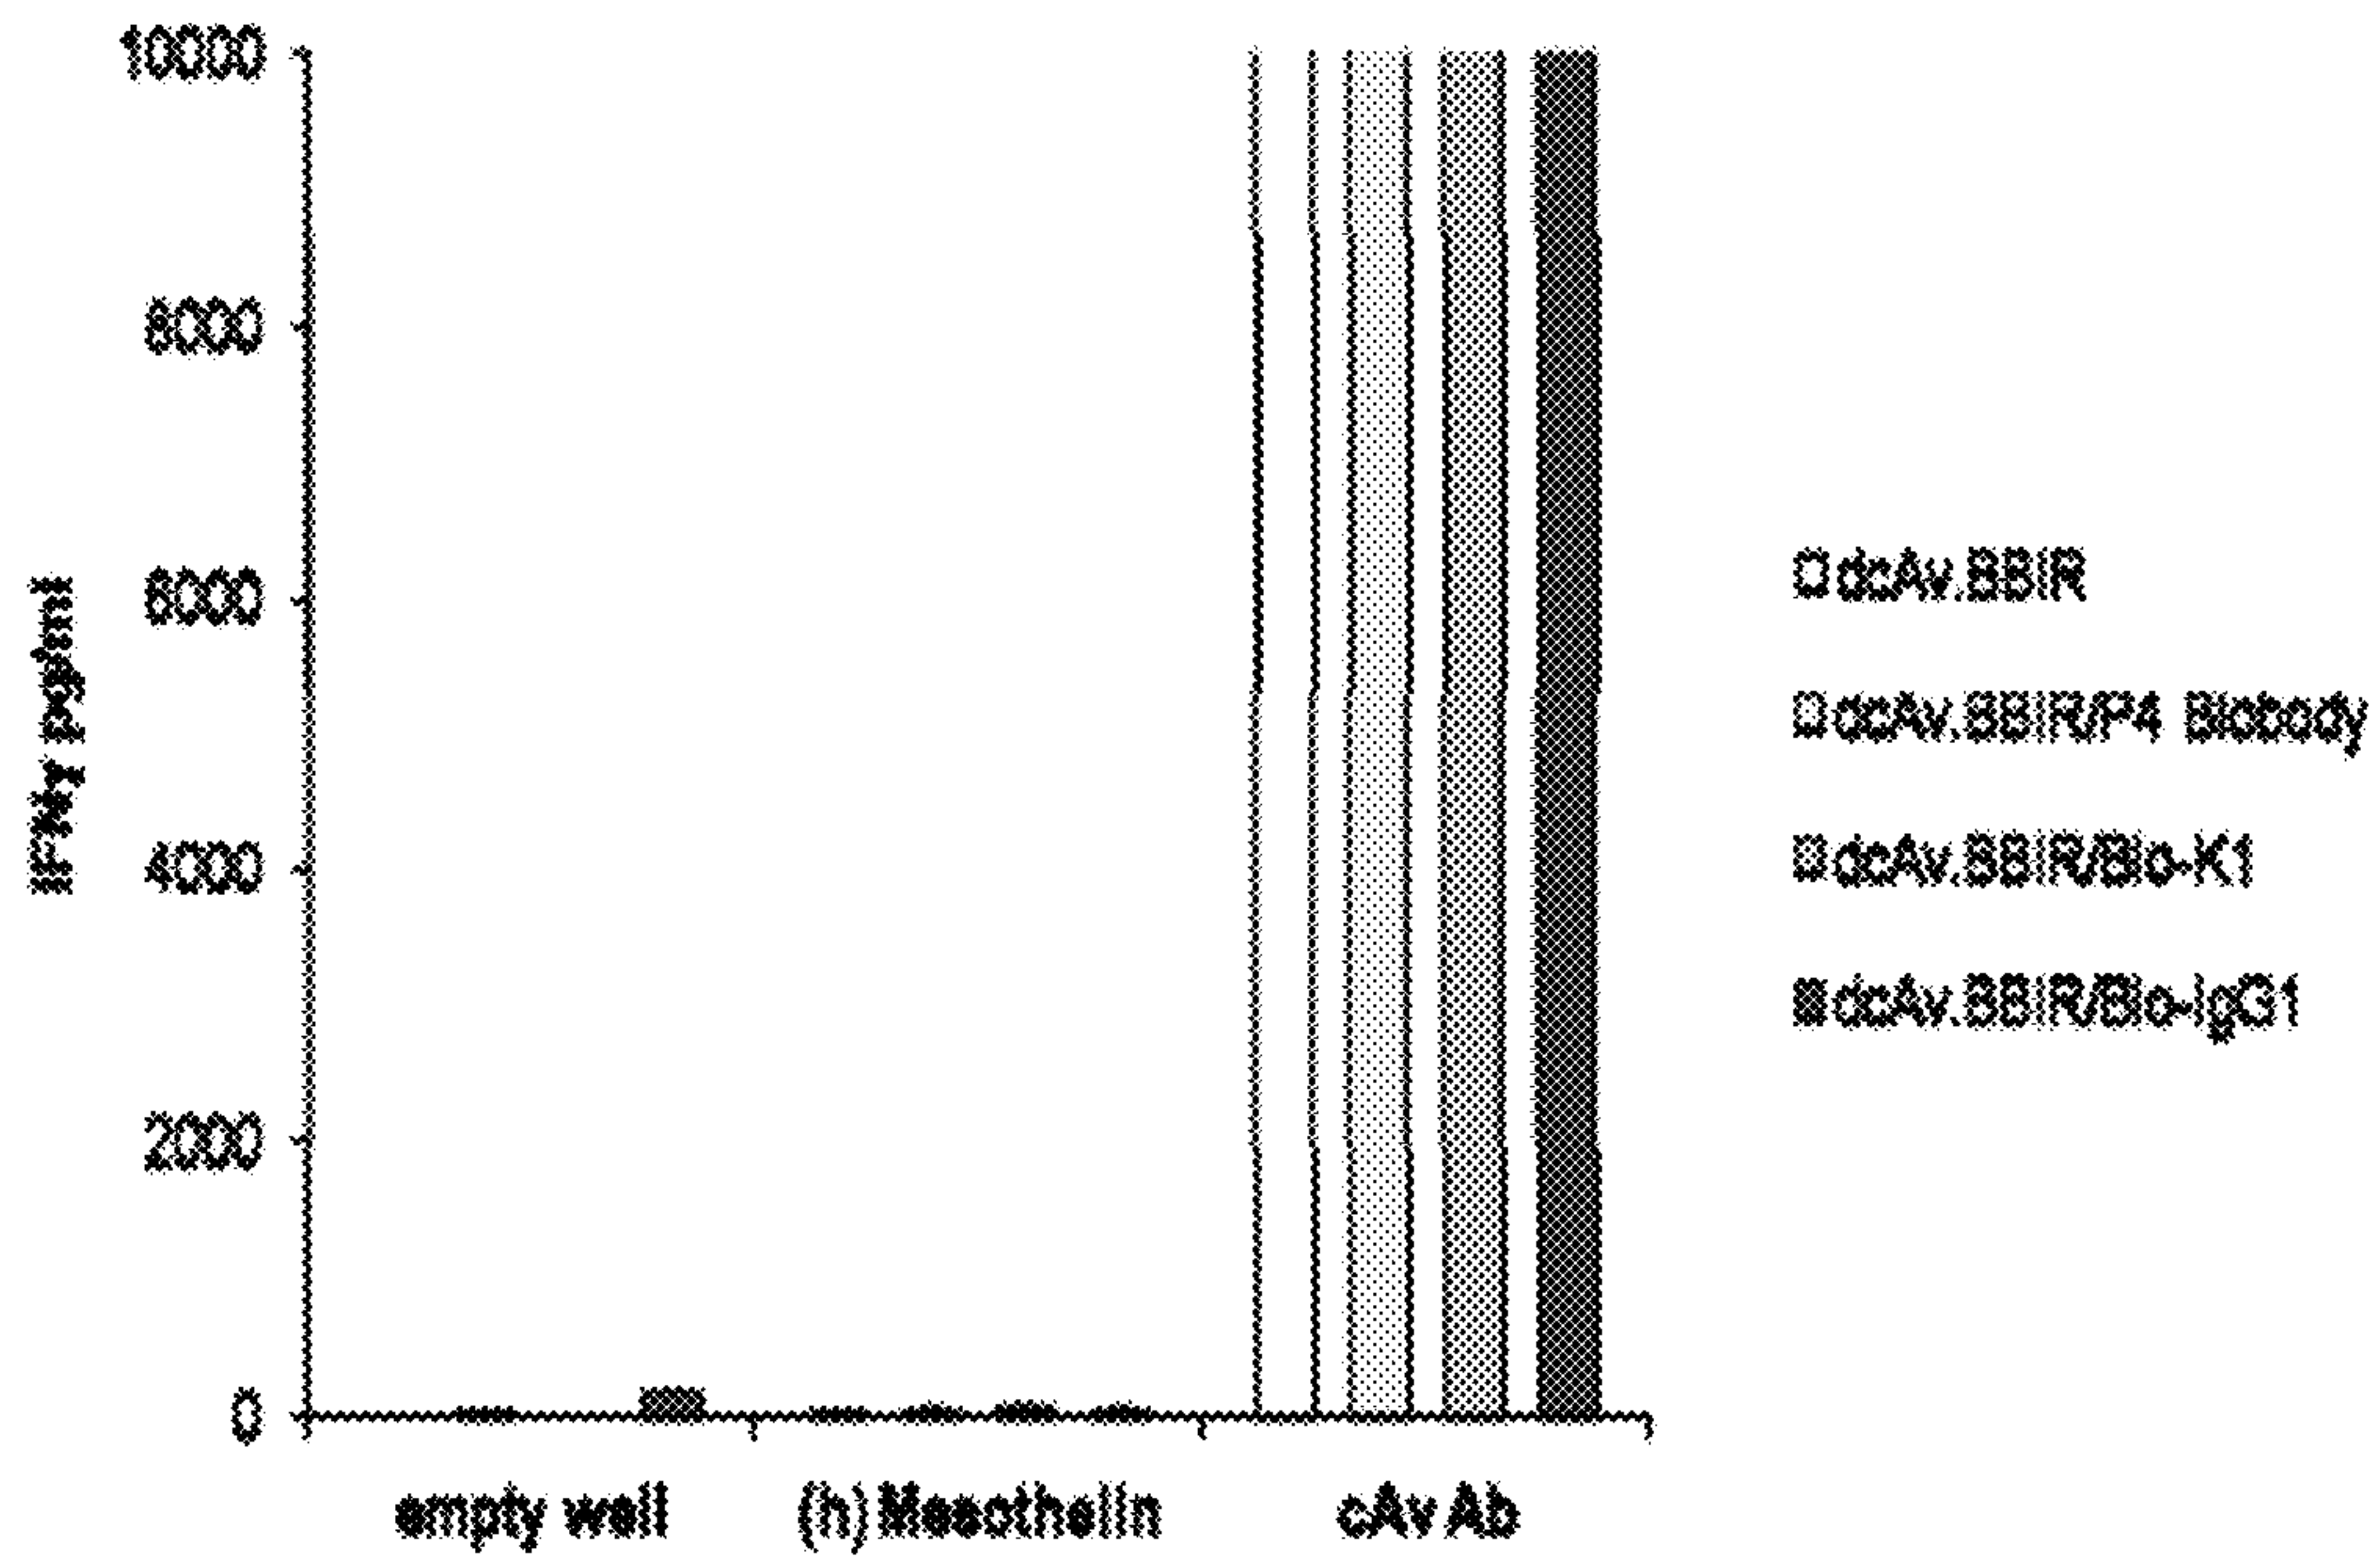 IFN-γ pg/ml
10000
8000
6000
4000
2000
0
empty well
(h) Mesothelin
cAv Ab
dcAv.BBIR
dcAv.BBIR/P4 Biobody
dcAv.BBIR/Bio-K1
dcAv.BBIR/Bio-IgG1